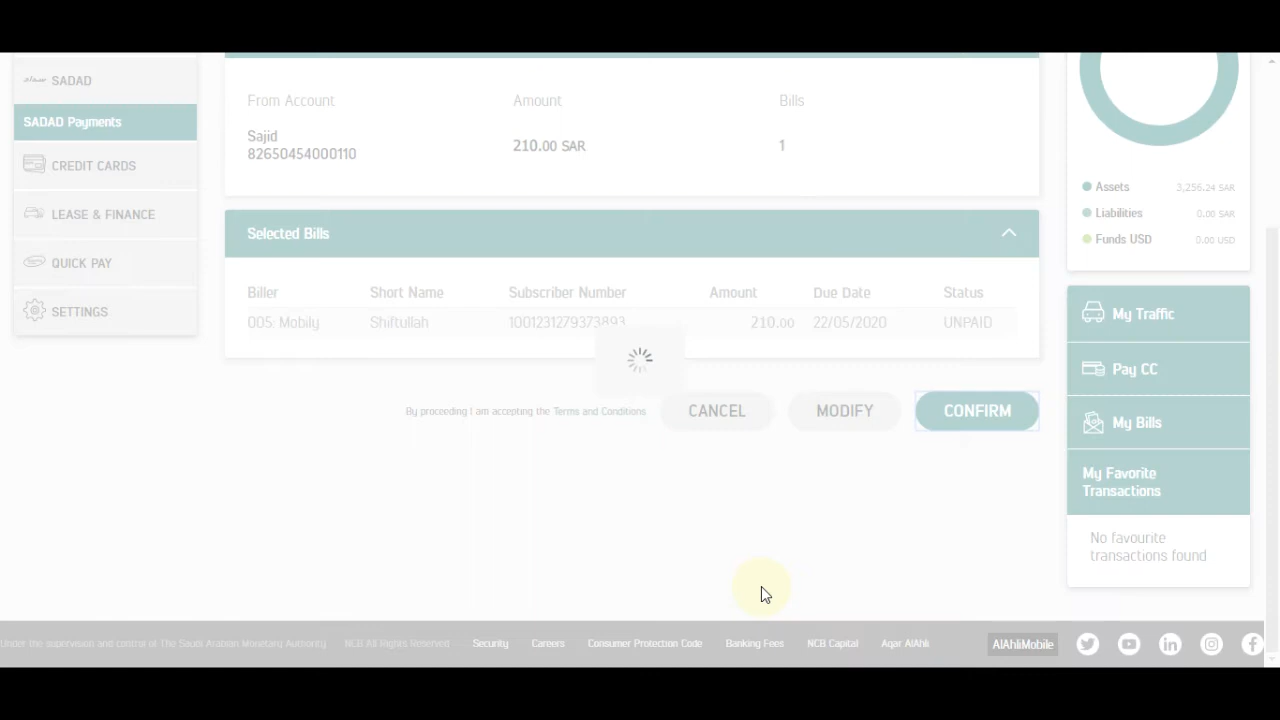 سداد SADAD
SADAD Payments
CREDIT CARDS
LEASE & FINANCE
QUICK PAY
SETTINGS
From Account
Amount
Bills
Sajid
82650454000110
210.00 SAR
1
Selected Bills
Biller Short Name Subscriber Number Amount Due Date Status
005: Mobily Shiftullah 1001231279373893 210.00 22/05/2020 UNPAID
By proceeding I am accepting the Terms and Conditions
CANCEL
MODIFY
CONFIRM
Assets 3,256.24 SAR
Liabilities 0.00 SAR
Funds USD 0.00 USD
My Traffic
Pay CC
My Bills
My Favorite
Transactions
No favourite
transactions found
Under the supervision and control of The Saudi Arabian Monetary Authority NCB All Rights Reserved Security Careers Consumer Protection Code Banking Fees NCB Capital Aqar AlAhli AlAhliMobile